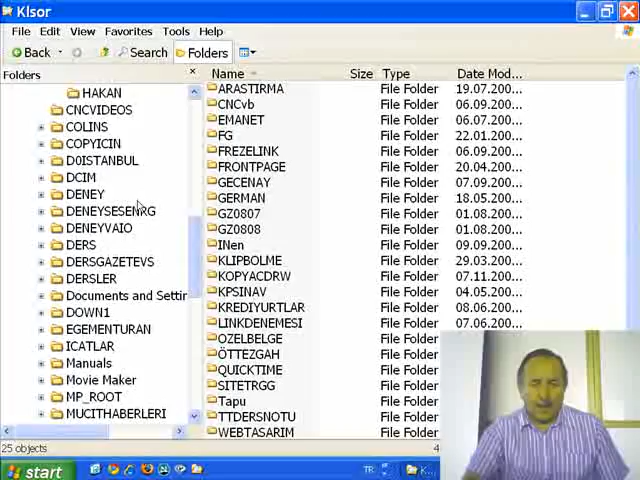 KIsor
File Edit View Favorites Tools Help
Back Search Folders
Folders × Name Size Type Date Mod...
HAKAN
CNCVIDEOS
COLINS
COPYICIN
D0ISTANBUL
DCIM
DENEY
DENEYSESENRG
DENEYVAIO
DERS
DERSGAZETEVS
DERSLER
Documents and Settir
DOWN1
EGEMENTURAN
ICATLAR
Manuals
Movie Maker
MP_ROOT
MUCITHABERLERI
ARASTIRMA File Folder 19.07.200...
CNCvb File Folder 06.09.200...
EMANET File Folder 06.07.200...
FG File Folder 22.01.200...
FREZELINK File Folder 08.05.200...
FRONTPAGE File Folder 20.04.200...
GECENAY File Folder 07.09.200...
GERMAN File Folder 18.05.200...
GZ0807 File Folder 01.08.200...
GZ0808 File Folder 01.08.200...
INen File Folder 09.09.200...
KLIPBOLME File Folder 29.03.200...
KOPYACDRW File Folder 07.11.200...
KPSINAV File Folder 04.05.200...
KREDIYURTLAR File Folder 08.06.200...
LINKDENEMESI File Folder 07.06.200...
OZELBELGE File Folder
ÖTTEZGAH File Folder
QUICKTIME File Folder
SITETRGG File Folder
Tapu File Folder
TTDERSNOTU File Folder
WEBTASARIM File Folder
25 objects 4
start TR K...